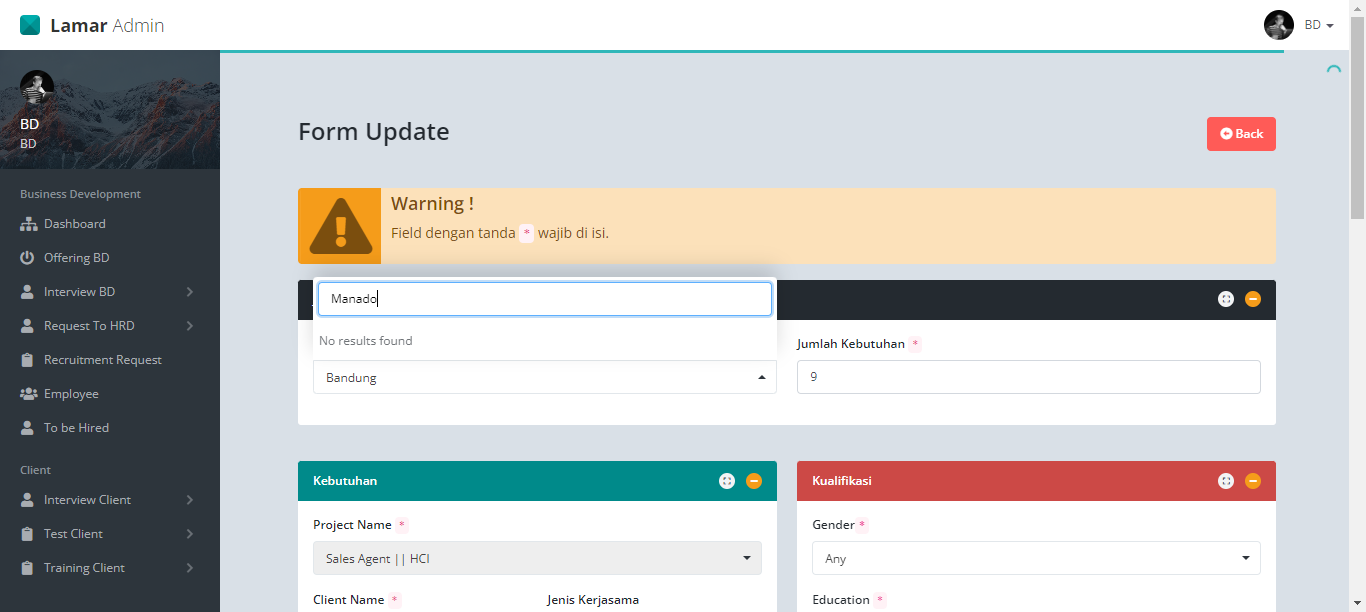 Lamar Admin
BD
BD
BD
Business Development
Dashboard
Offering BD
Interview BD
Request To HRD
Recruitment Request
Employee
To be Hired
Client
Interview Client
Test Client
Training Client
Form Update
Back
Warning !
Field dengan tanda * wajib di isi.
Manado
No results found
Bandung
Jumlah Kebutuhan *
9
Kebutuhan
Project Name *
Sales Agent || HCI
Client Name *
Jenis Kerjasama
Kualifikasi
Gender *
Any
Education *